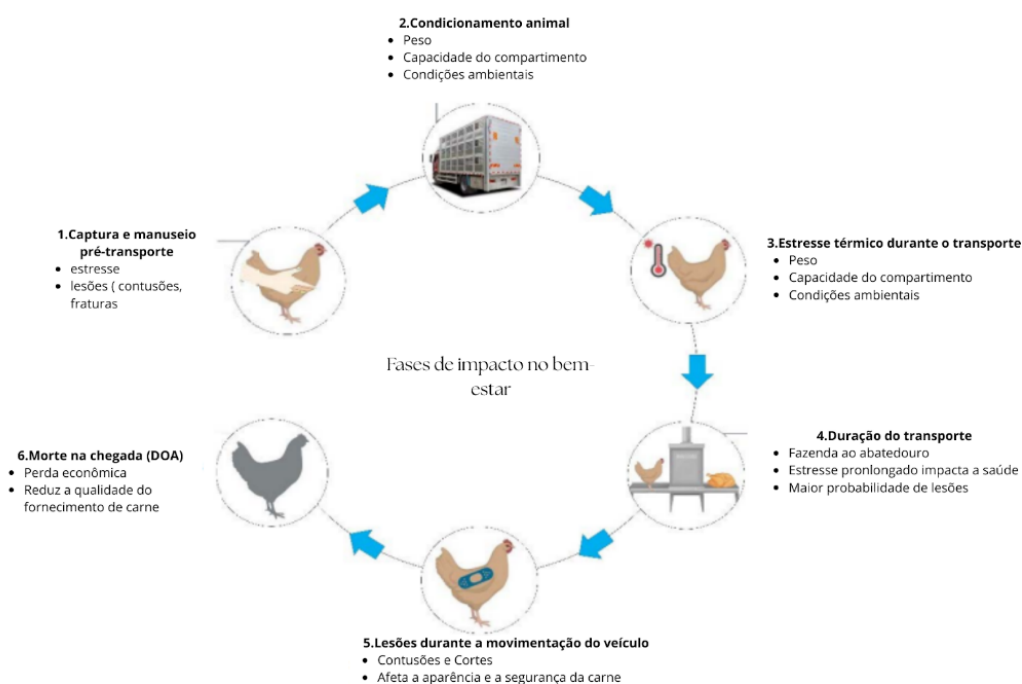 2.Condicionamento animal
• Peso
• Capacidade do compartimento
• Condições ambientais
1.Captura e manuseio
pré-transporte
• estresse
• lesões ( contusões,
fraturas
3.Estresse térmico durante o transporte
• Peso
• Capacidade do compartimento
• Condições ambientais
Fases de impacto no bem-
estar
4.Duração do transporte
• Fazenda ao abatedouro
• Estresse pronlongado impacta a saúde
• Maior probabilidade de lesões
6.Morte na chegada (DOA)
• Perda econômica
• Reduz a qualidade do
fornecimento de carne
5.Lesões durante a movimentação do veículo
• Contusões e Cortes
• Afeta a aparência e a segurança da carne